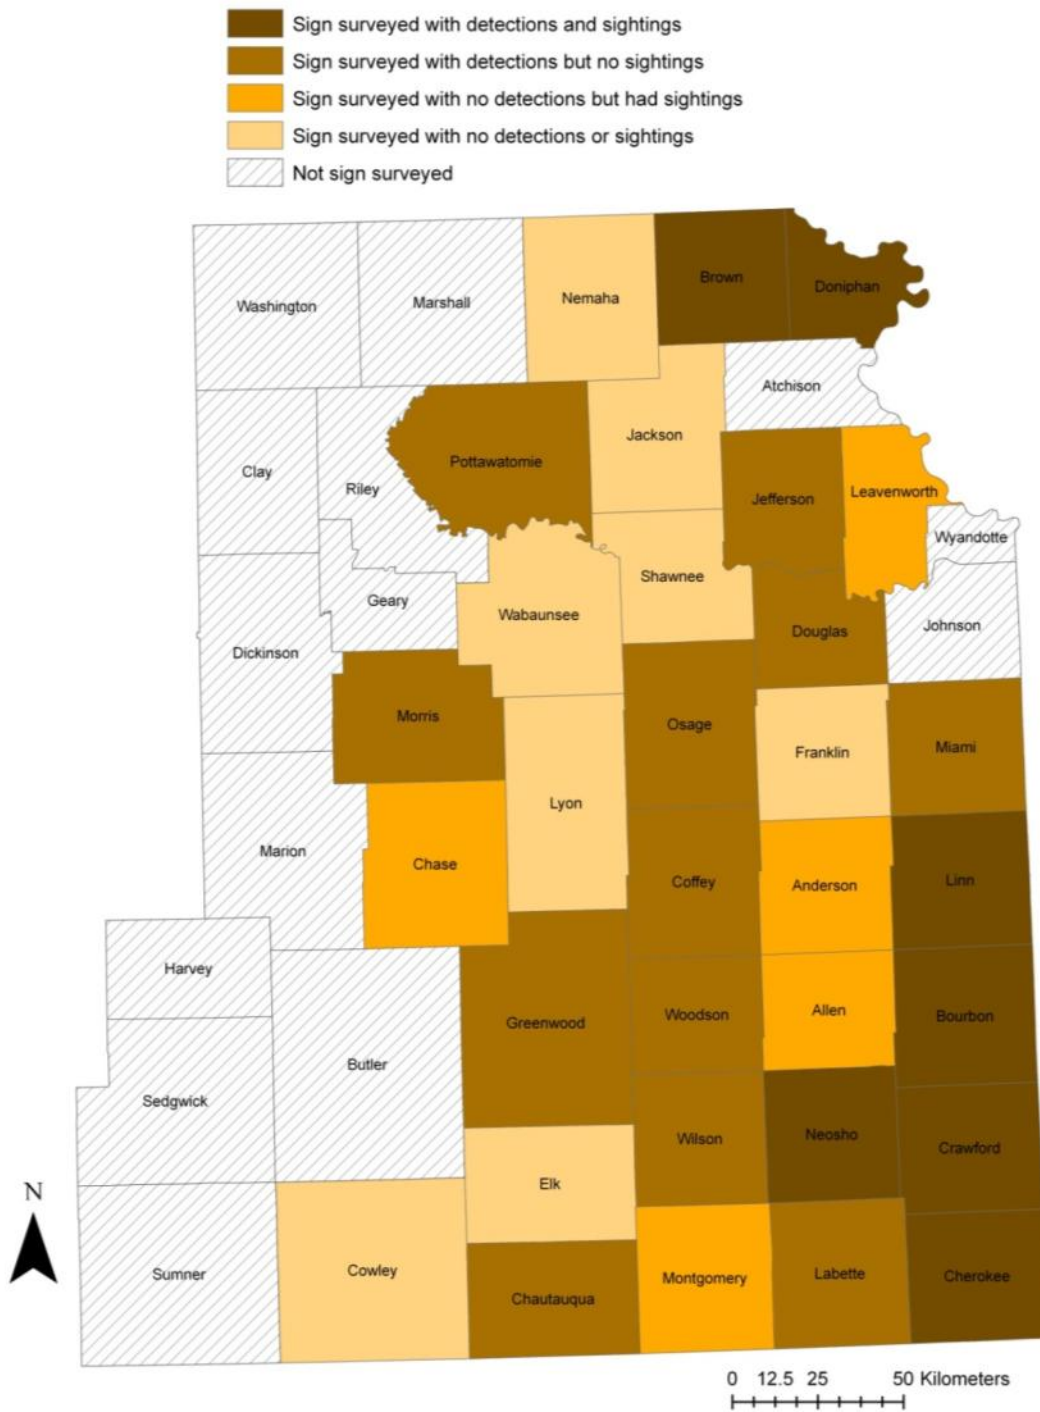 Sign surveyed with detections and sightings
Sign surveyed with detections but no sightings
Sign surveyed with no detections but had sightings
Sign surveyed with no detections or sightings
Not sign surveyed
Washington
Marshall
Nemaha
Brown
Doniphan
Atchison
Clay
Riley
Pottawatomie
Jackson
Jefferson
Leavenworth
Wyandotte
Geary
Wabaunsee
Shawnee
Douglas
Johnson
Dickinson
Morris
Osage
Franklin
Miami
Lyon
Marion
Chase
Coffey
Anderson
Linn
Harvey
Greenwood
Woodson
Allen
Bourbon
Butler
Sedgwick
Wilson
Neosho
Crawford
Elk
N
Sumner
Cowley
Chautauqua
Montgomery
Labette
Cherokee
0 12.5 25 50 Kilometers